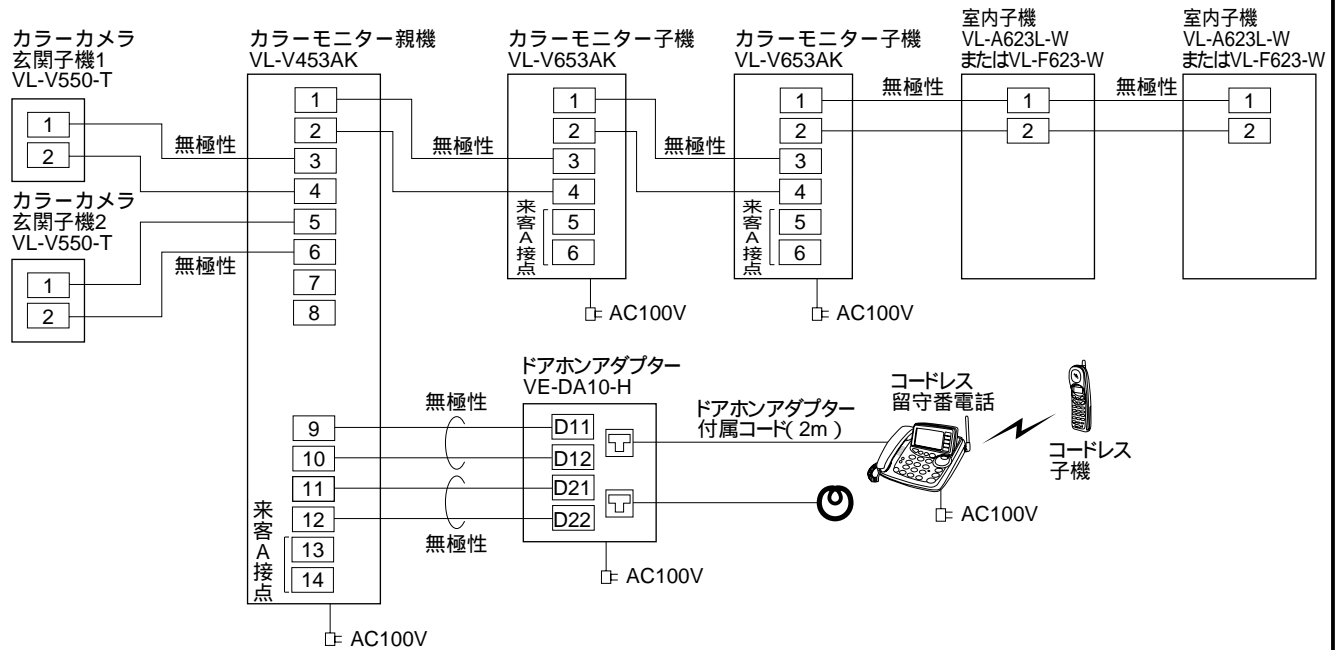 カラーカメラ
玄関子機1
VL-V550-T
1
2
無極性
カラーカメラ
玄関子機2
VL-V550-T
1
2
無極性
カラーモニター親機
VL-V453AK
1
2
3
4
5
6
7
8
9
10
11
12
13
14
来客A接点
AC100V
無極性
カラーモニター子機
VL-V653AK
1
2
3
4
5
6
来客A接点
AC100V
無極性
カラーモニター子機
VL-V653AK
1
2
3
4
5
6
来客A接点
AC100V
無極性
室内子機
VL-A623L-W
またはVL-F623-W
1
2
無極性
室内子機
VL-A623L-W
またはVL-F623-W
1
2
無極性
無極性
ドアホンアダプター
VE-DA10-H
D11
D12
D21
D22
AC100V
ドアホンアダプター
付属コード(2m)
コードレス
留守番電話
AC100V
コードレス
子機